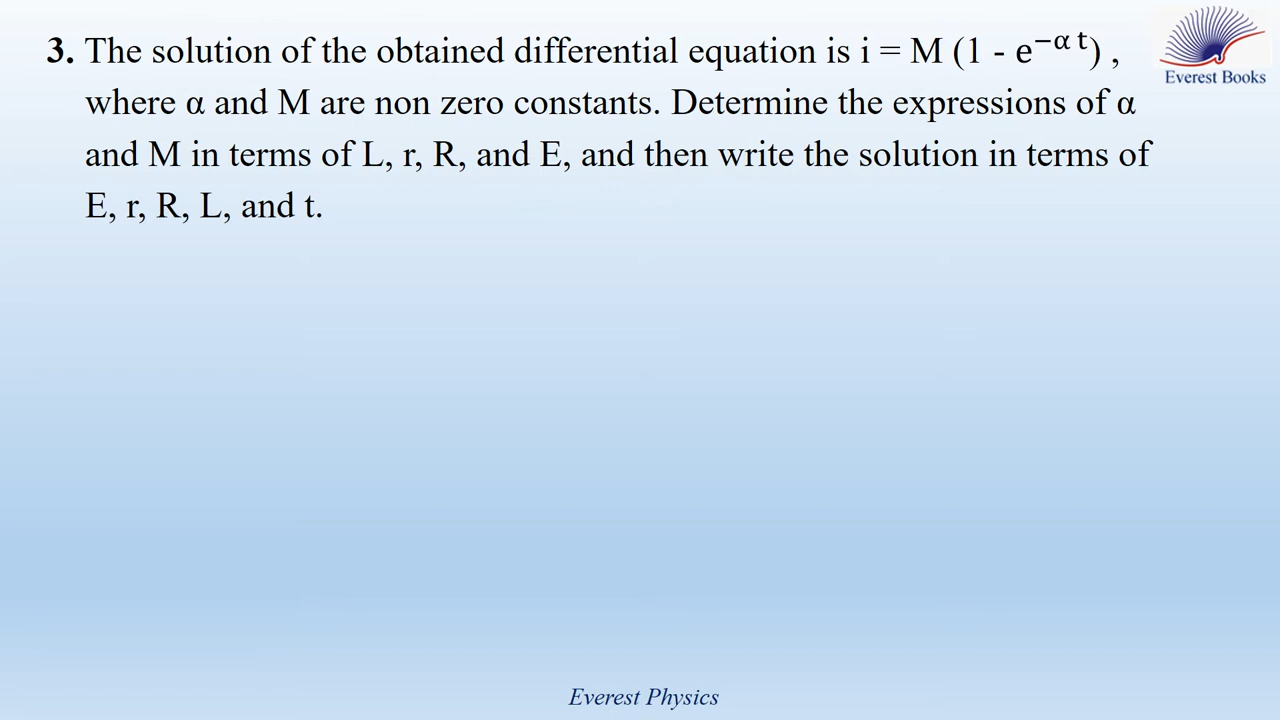 3. The solution of the obtained differential equation is i = M (1 - e⁻ᵅ ᵗ) ,
Everest Books
where α and M are non zero constants. Determine the expressions of α
and M in terms of L, r, R, and E, and then write the solution in terms of
E, r, R, L, and t.
Everest Physics